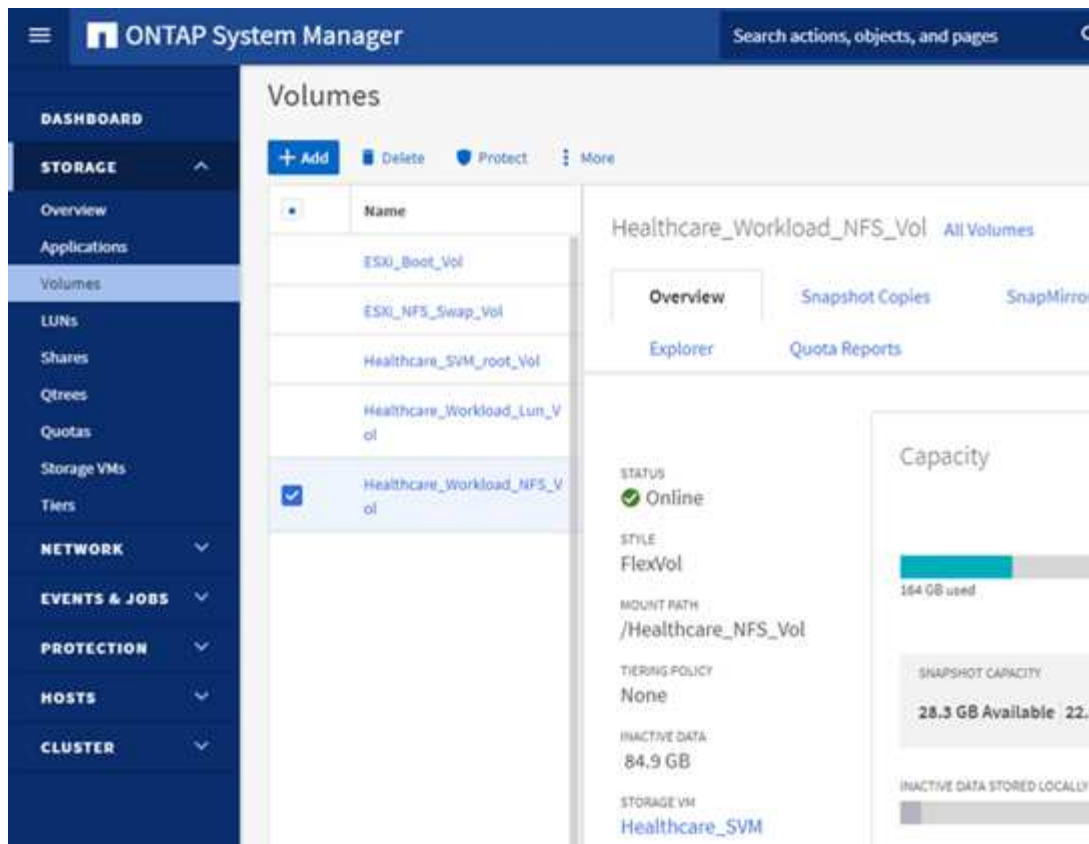 ONTAP System Manager
Search actions, objects, and pages
DASHBOARD
STORAGE
Overview
Applications
Volumes
LUNs
Shares
Qtrees
Quotas
Storage VMs
Tiers
NETWORK
EVENTS & JOBS
PROTECTION
HOSTS
CLUSTER
Volumes
+ Add
Delete
Protect
More
Name
ESXi_Boot_Vol
ESXi_NFS_Swap_Vol
Healthcare_SVM_root_Vol
Healthcare_Workload_Lun_V
ol
Healthcare_Workload_NFS_V
ol
Healthcare_Workload_NFS_Vol All Volumes
Overview
Snapshot Copies
SnapMirro
Explorer
Quota Reports
STATUS
Online
STYLE
FlexVol
MOUNT PATH
/Healthcare_NFS_Vol
TIERING POLICY
None
INACTIVE DATA
84.9 GB
STORAGE VM
Healthcare_SVM
Capacity
164 GB used
SNAPSHOT CAPACITY
28.3 GB Available 22.
INACTIVE DATA STORED LOCALLY